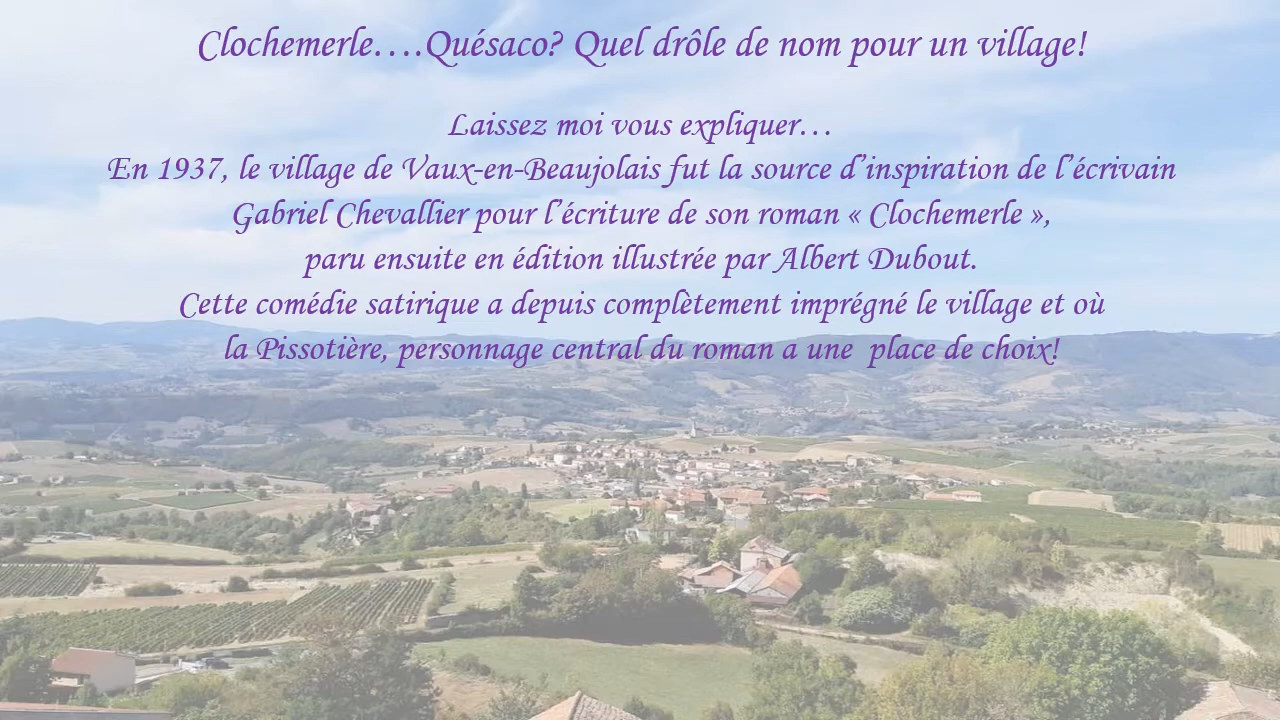 Clochemerle….Quésaco? Quel drôle de nom pour un village!
Laissez moi vous expliquer…
En 1937, le village de Vaux-en-Beaujolais fut la source d’inspiration de l’écrivain
Gabriel Chevallier pour l’écriture de son roman « Clochemerle »,
paru ensuite en édition illustrée par Albert Dubout.
Cette comédie satirique a depuis complètement imprégné le village et où
la Pissotière, personnage central du roman a une  place de choix!